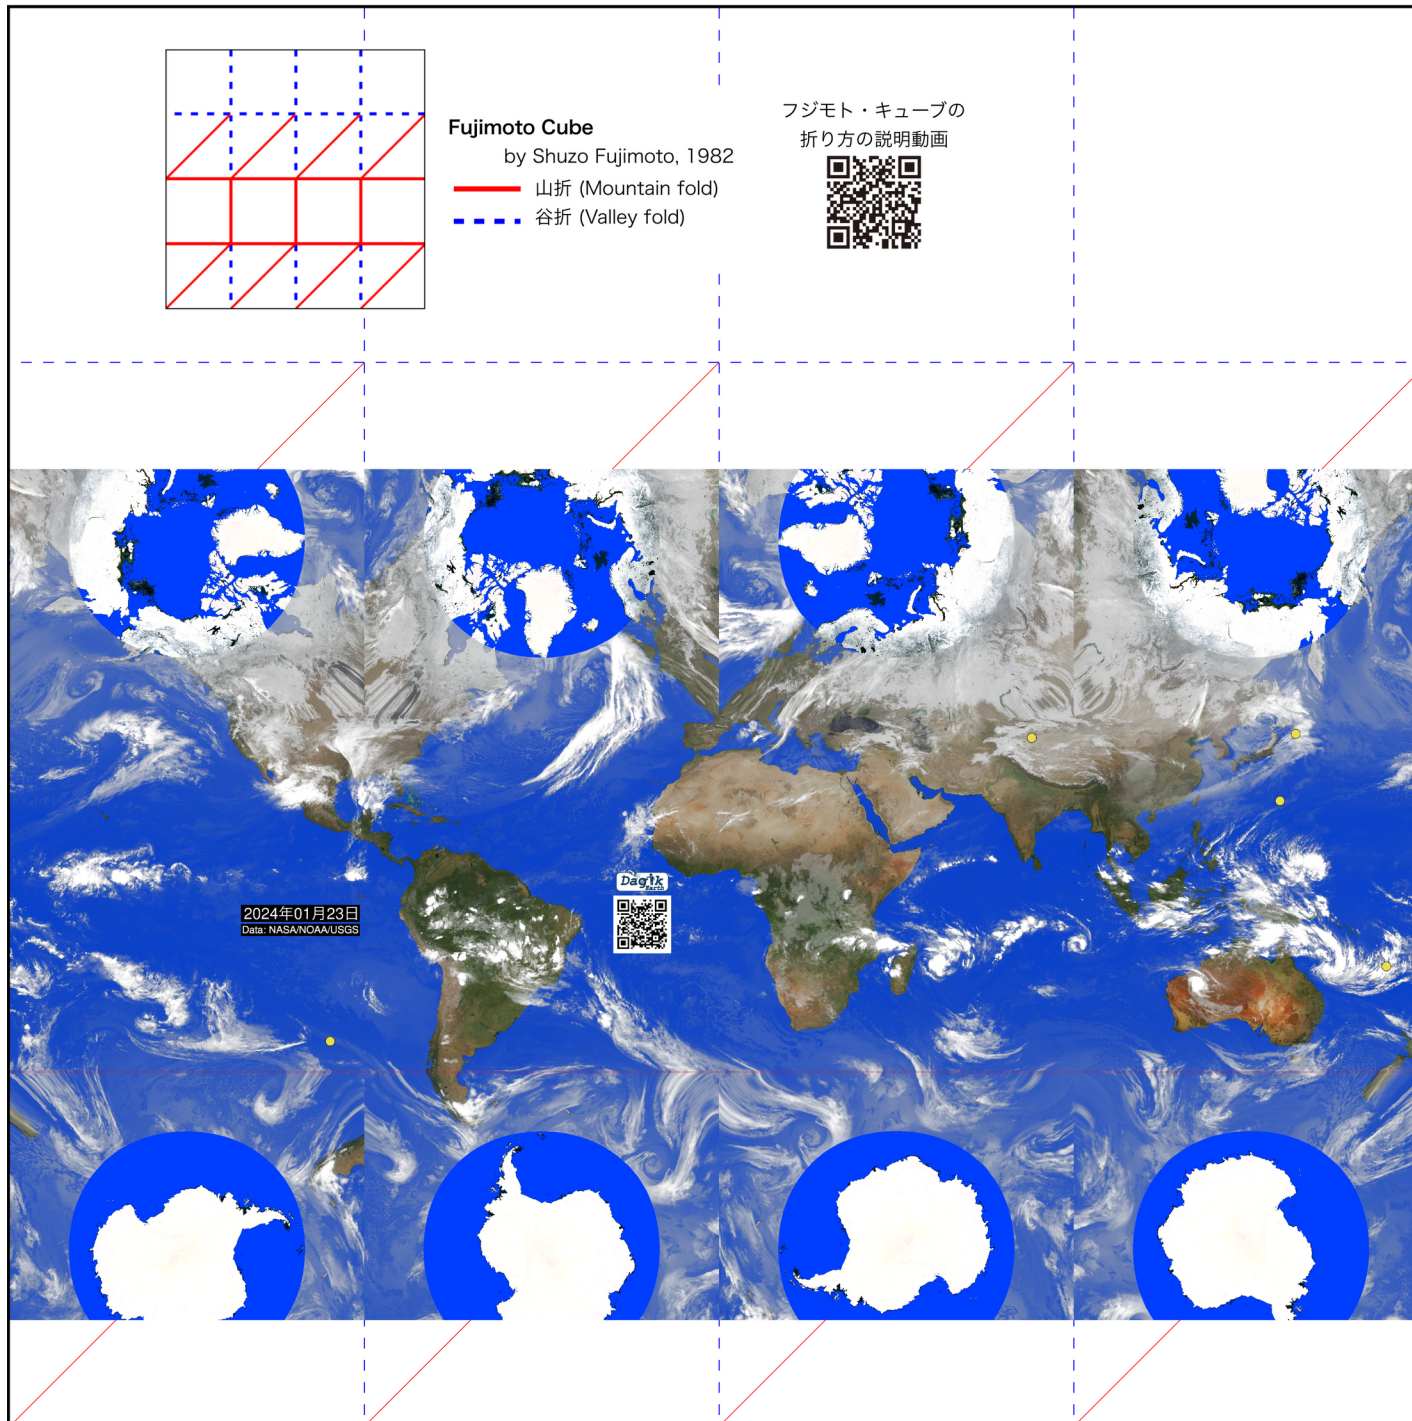 Fujimoto Cube
by Shuzo Fujimoto, 1982
山折 (Mountain fold)
谷折 (Valley fold)
フジモト・キューブの
折り方の説明動画
Dagik
Earth
2024年01月23日
Data: NASA/NOAA/USGS